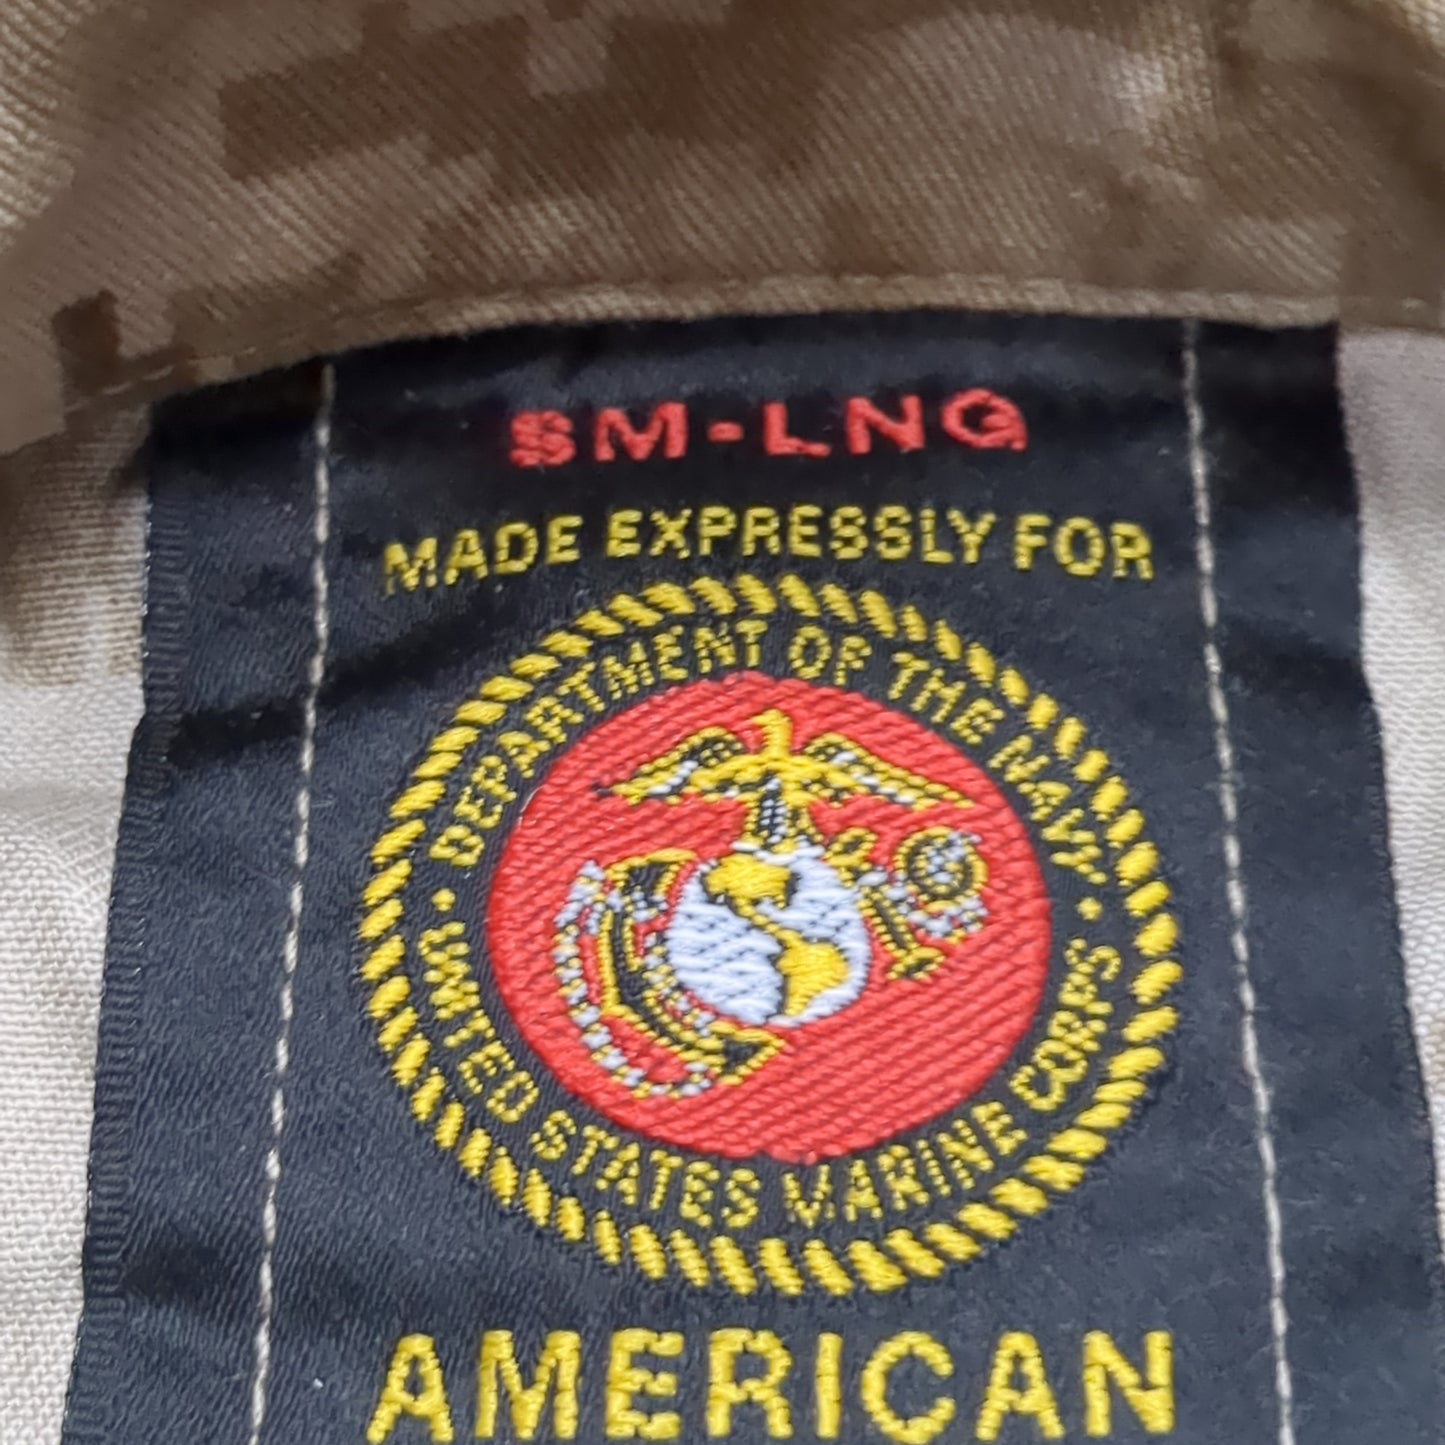 SM-LNG
MADE EXPRESSLY FOR
DEPARTMENT OF THE NAVY
UNITED STATES MARINE CORPS
AMERICAN